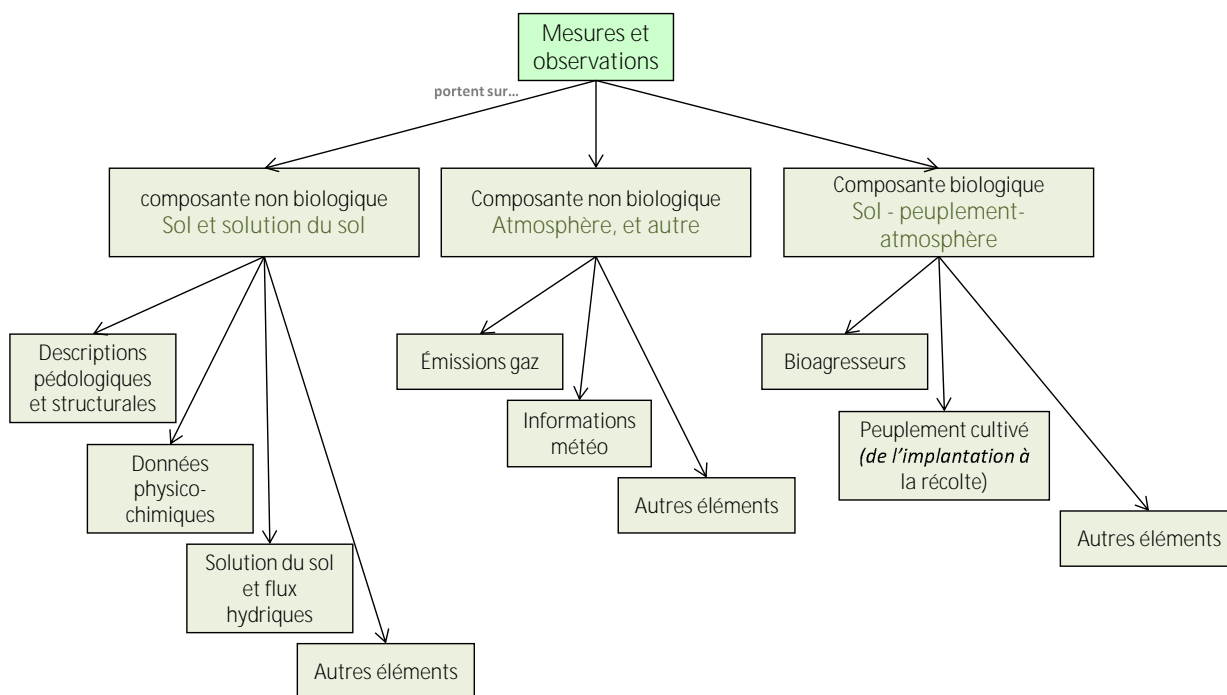 Mesures et
observations
portent sur...
composante non biologique
Sol et solution du sol
Composante non biologique
Atmosphère, et autre
Composante biologique
Sol - peuplement-
atmosphère
Descriptions
pédologiques
et structurales
Données
physico-
chimiques
Solution du sol
et flux
hydriques
Autres éléments
Émissions gaz
Informations
météo
Autres éléments
Bioagresseurs
Peuplement cultivé
(de l'implantation à
la récolte)
Autres éléments